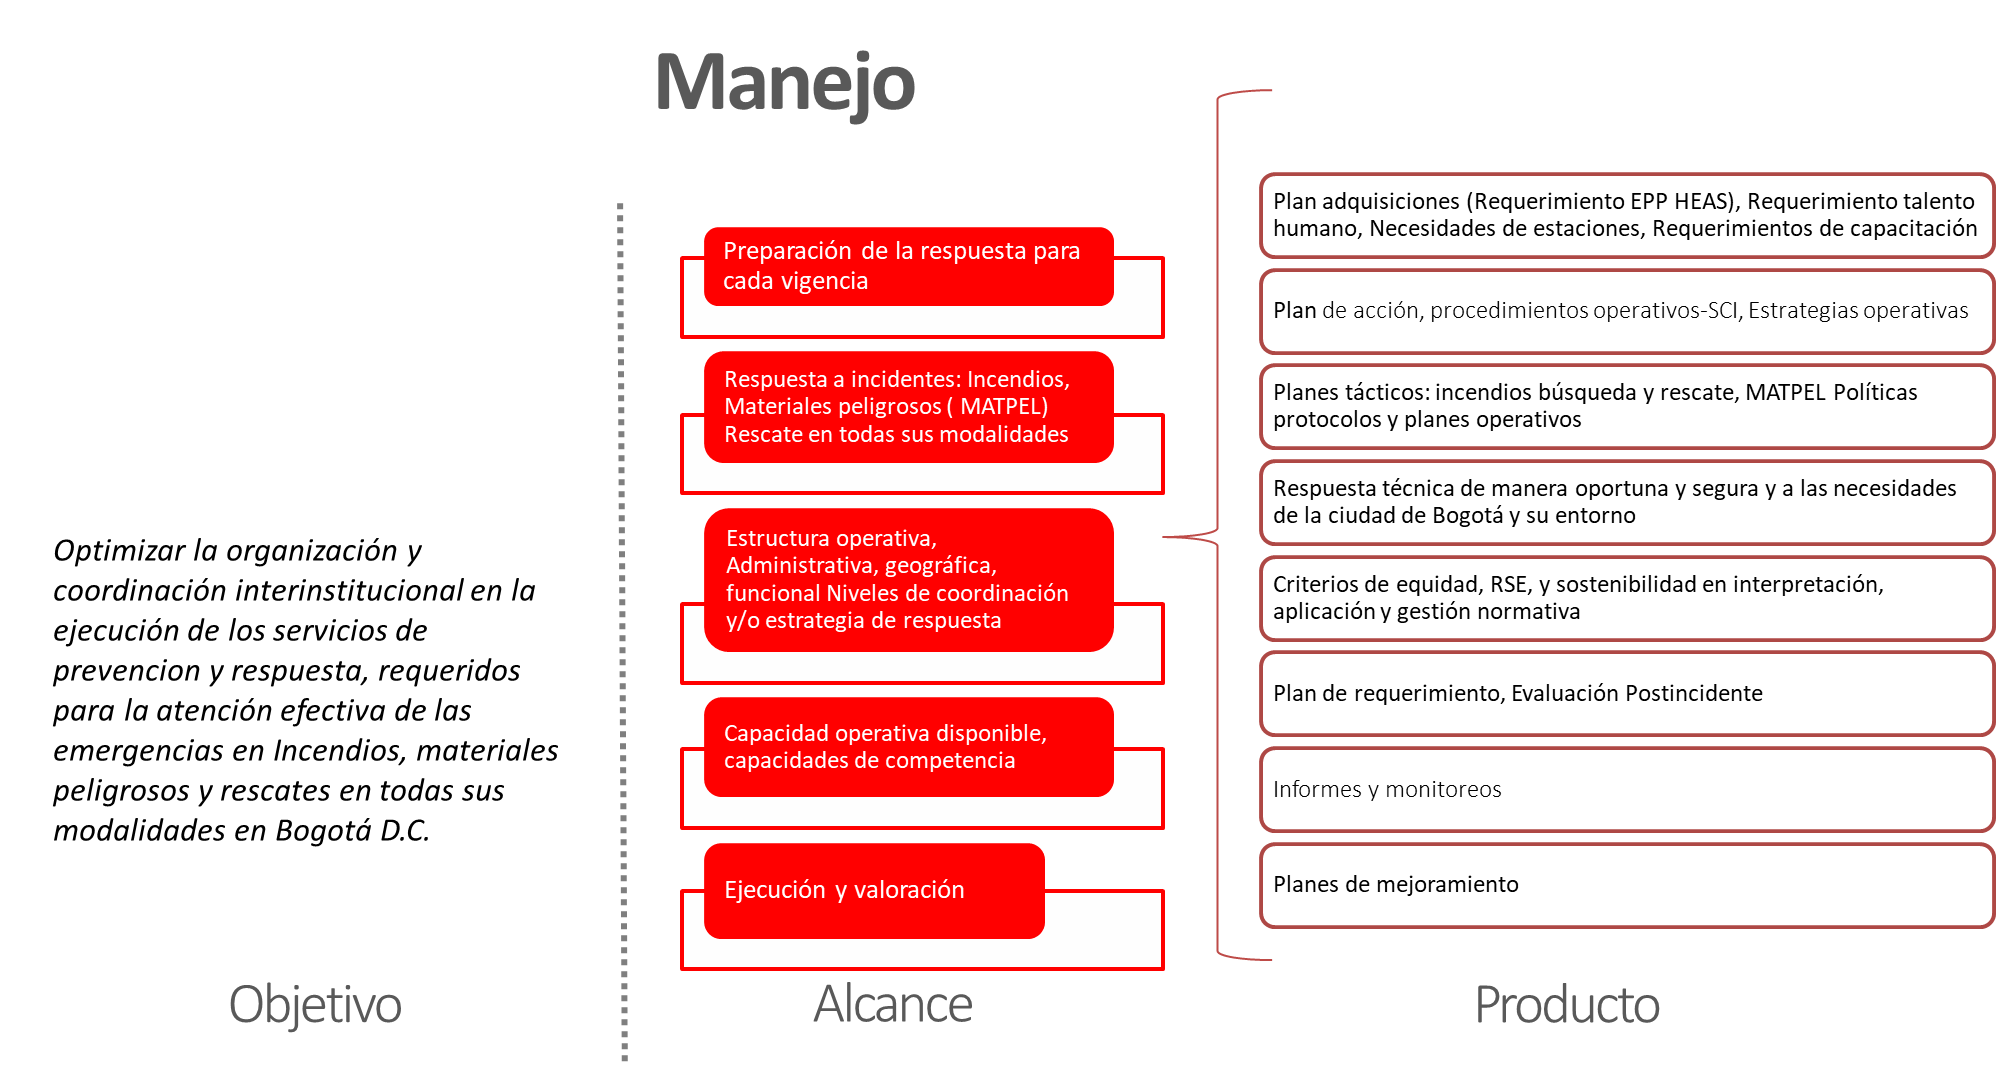 Manejo
Optimizar la organización y
coordinación interinstitucional en la
ejecución de los servicios de
prevencion y respuesta, requeridos
para la atención efectiva de las
emergencias en Incendios, materiales
peligrosos y rescates en todas sus
modalidades en Bogotá D.C.
Objetivo
Preparación de la respuesta para
cada vigencia
Respuesta a incidentes: Incendios,
Materiales peligrosos ( MATPEL)
Rescate en todas sus modalidades
Estructura operativa,
Administrativa, geográfica,
funcional Niveles de coordinación
y/o estrategia de respuesta
Capacidad operativa disponible,
capacidades de competencia
Ejecución y valoración
Alcance
Plan adquisiciones (Requerimiento EPP HEAS), Requerimiento talento
humano, Necesidades de estaciones, Requerimientos de capacitación
Plan de acción, procedimientos operativos-SCI, Estrategias operativas
Planes tácticos: incendios búsqueda y rescate, MATPEL Políticas
protocolos y planes operativos
Respuesta técnica de manera oportuna y segura y a las necesidades
de la ciudad de Bogotá y su entorno
Criterios de equidad, RSE, y sostenibilidad en interpretación,
aplicación y gestión normativa
Plan de requerimiento, Evaluación Postincidente
Informes y monitoreos
Planes de mejoramiento
Producto